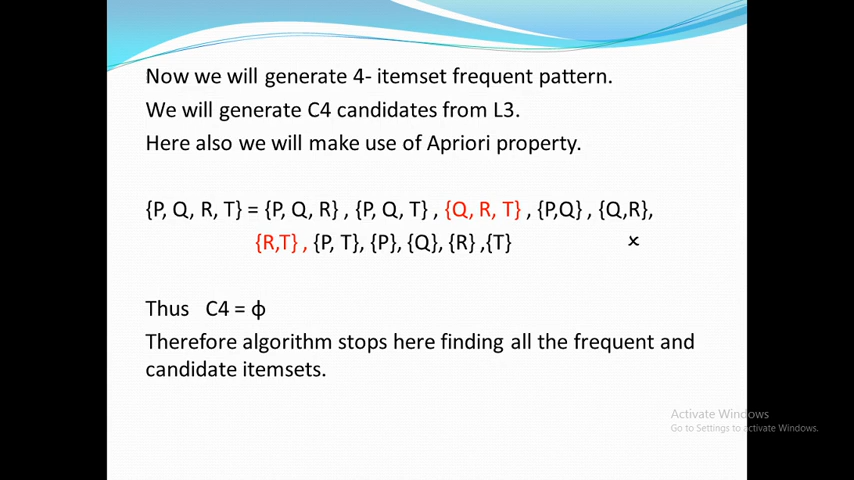 Now we will generate 4- itemset frequent pattern.
We will generate C4 candidates from L3.
Here also we will make use of Apriori property.
{P, Q, R, T} = {P, Q, R} , {P, Q, T} , {Q, R, T} , {P,Q} , {Q,R},
{R,T} , {P, T}, {P}, {Q}, {R} ,{T} ×
Thus C4 = ϕ
Therefore algorithm stops here finding all the frequent and
candidate itemsets.
Activate Windows
Go to Settings to activate Windows.